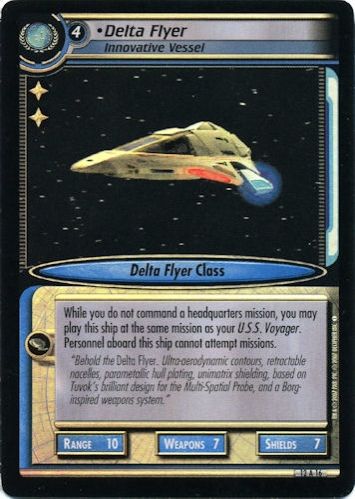 4
•Delta Flyer
Innovative Vessel
Delta Flyer Class
While you do not command a headquarters mission, you may
play this ship at the same mission as your U.S.S. Voyager.
Personnel aboard this ship cannot attempt missions.
"Behold the Delta Flyer. Ultra-aerodynamic contours, retractable
nacelles, parametallic hull plating, unimatrix shielding, based on
Tuvok's brilliant design for the Multi-Spatial Probe, and a Borg-
inspired weapons system."
RANGE 10
WEAPONS 7
SHIELDS 7